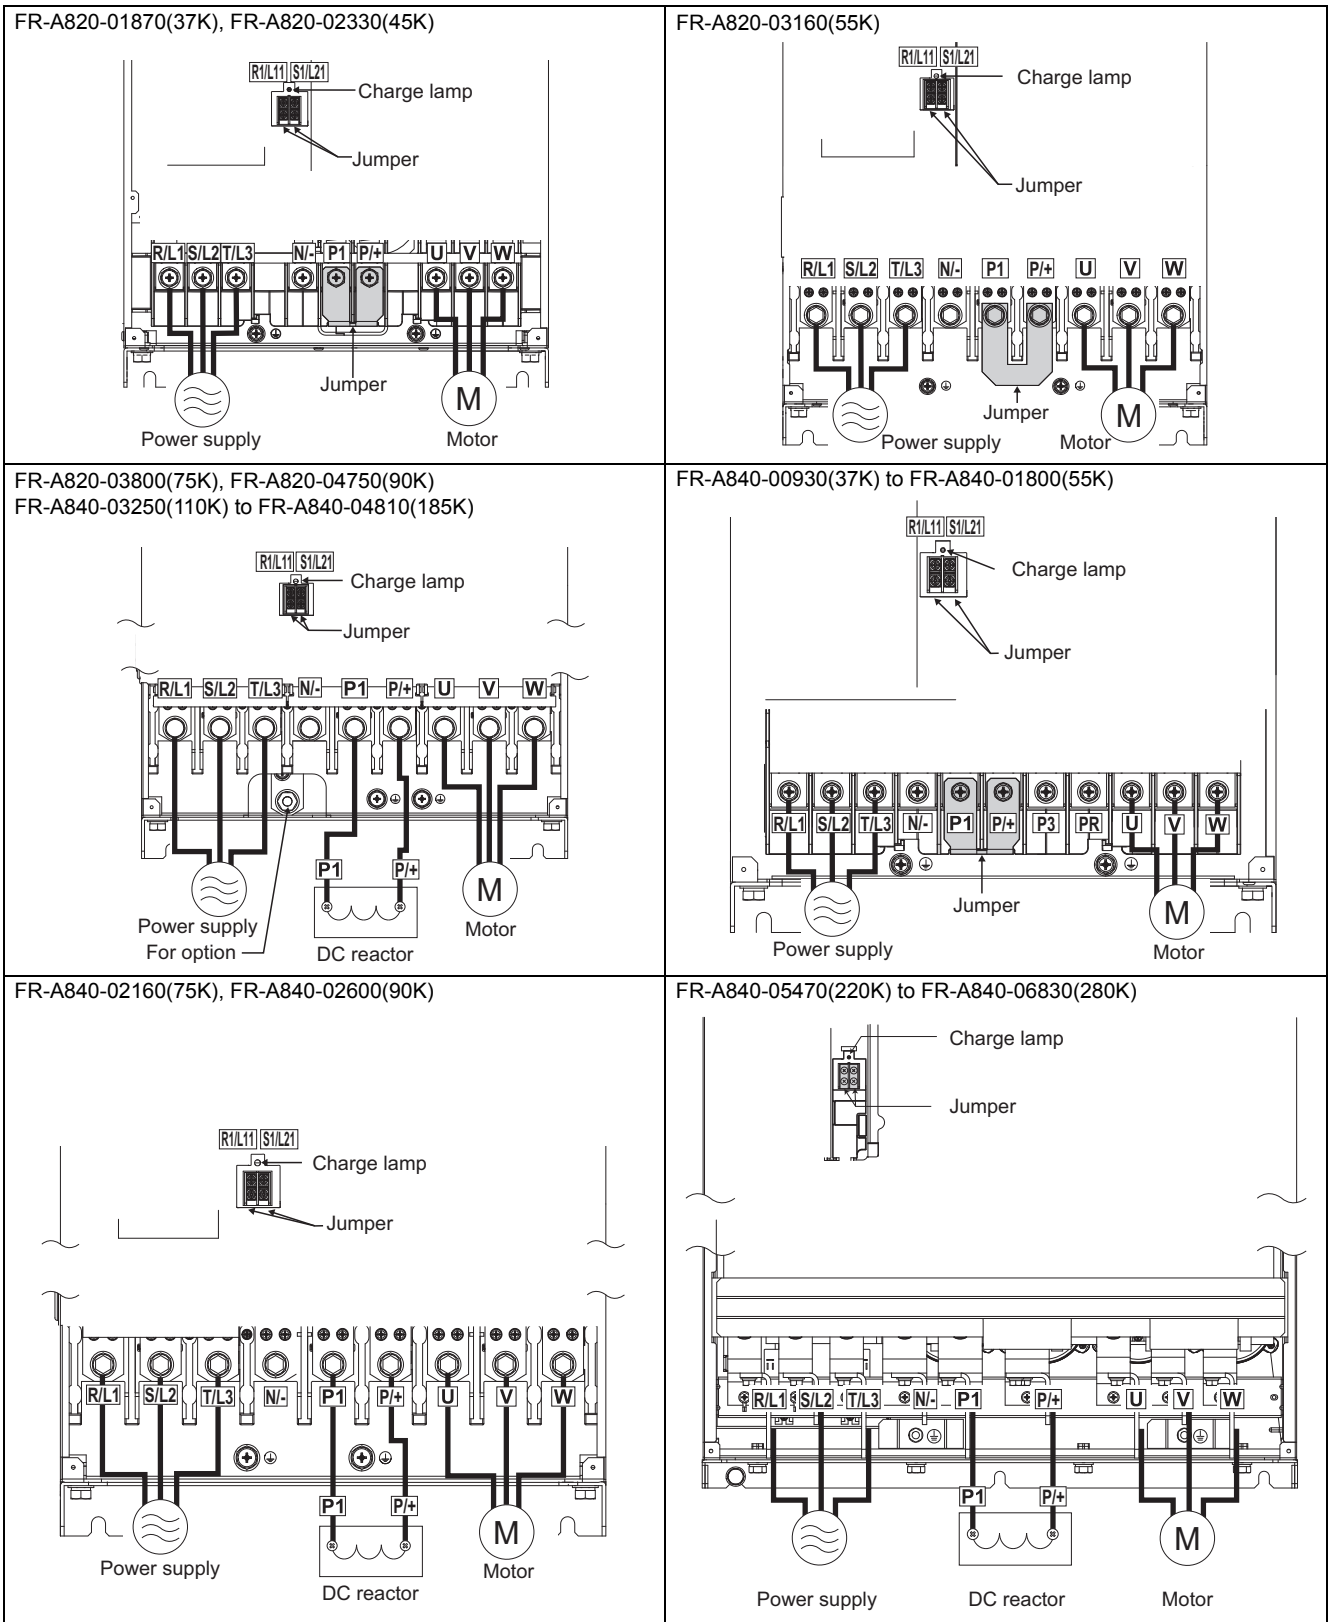 FR-A820-01870(37K), FR-A820-02330(45K)
R1/L11 S1/L21
Charge lamp
Jumper
R/L1 S/L2 T/L3 N/- P1 P/+ U V W
Jumper
M
Power supply
Motor
FR-A820-03160(55K)
R1/L11 S1/L21
Charge lamp
Jumper
R/L1 S/L2 T/L3 N/- P1 P/+ U V W
Jumper
M
Power supply
Motor
FR-A820-03800(75K), FR-A820-04750(90K)
FR-A840-03250(110K) to FR-A840-04810(185K)
R1/L11 S1/L21
Charge lamp
Jumper
R/L1 S/L2 T/L3 N/- P1 P/+ U V W
P1 P/+
M
Power supply
Motor
For option
DC reactor
FR-A840-00930(37K) to FR-A840-01800(55K)
R1/L11 S1/L21
Charge lamp
Jumper
R/L1 S/L2 T/L3 N/- P1 P/+ P3 PR U V W
Jumper
M
Power supply
Motor
FR-A840-02160(75K), FR-A840-02600(90K)
R1/L11 S1/L21
Charge lamp
Jumper
R/L1 S/L2 T/L3 N/- P1 P/+ U V W
P1 P/+
M
Power supply
Motor
DC reactor
FR-A840-05470(220K) to FR-A840-06830(280K)
Charge lamp
Jumper
R/L1 S/L2 T/L3 N/- P1 P/+ U V W
P1 P/+
M
Power supply
DC reactor
Motor